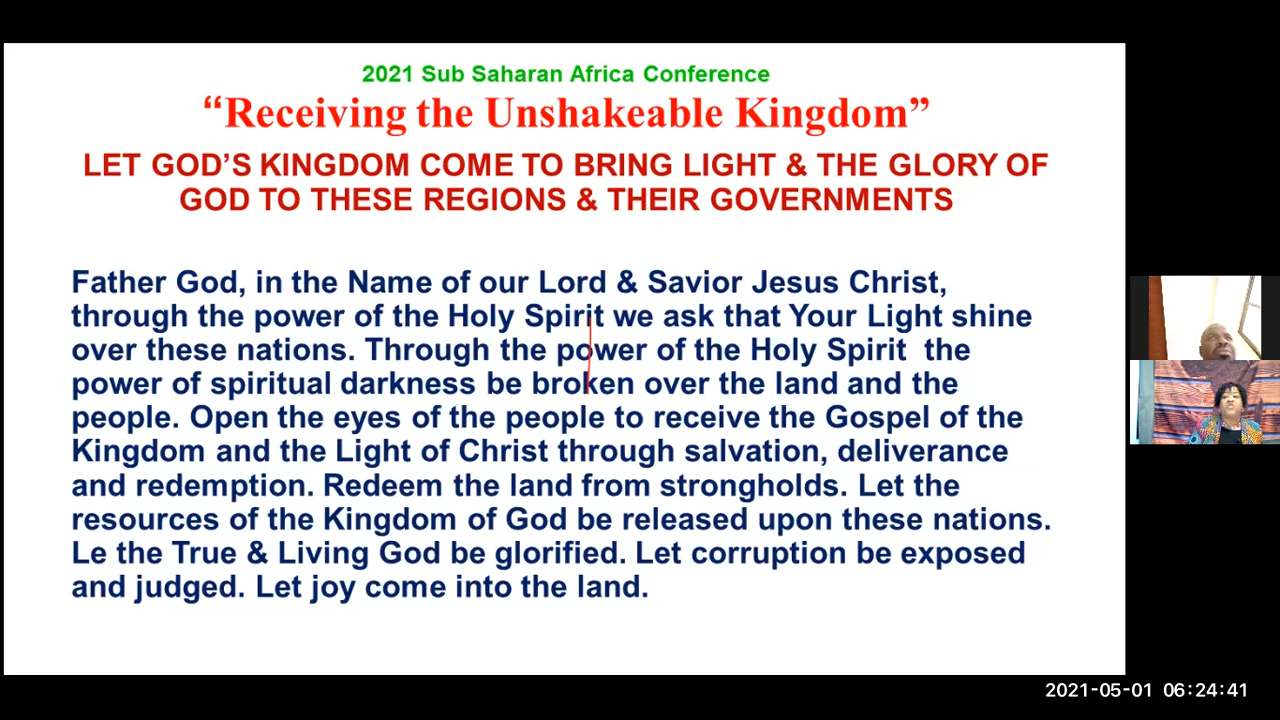 2021 Sub Saharan Africa Conference
“Receiving the Unshakeable Kingdom”
LET GOD’S KINGDOM COME TO BRING LIGHT & THE GLORY OF
GOD TO THESE REGIONS & THEIR GOVERNMENTS
Father God, in the Name of our Lord & Savior Jesus Christ,
through the power of the Holy Spirit we ask that Your Light shine
over these nations. Through the power of the Holy Spirit the
power of spiritual darkness be broken over the land and the
people. Open the eyes of the people to receive the Gospel of the
Kingdom and the Light of Christ through salvation, deliverance
and redemption. Redeem the land from strongholds. Let the
resources of the Kingdom of God be released upon these nations.
Le the True & Living God be glorified. Let corruption be exposed
and judged. Let joy come into the land.
2021-05-01 06:24:41